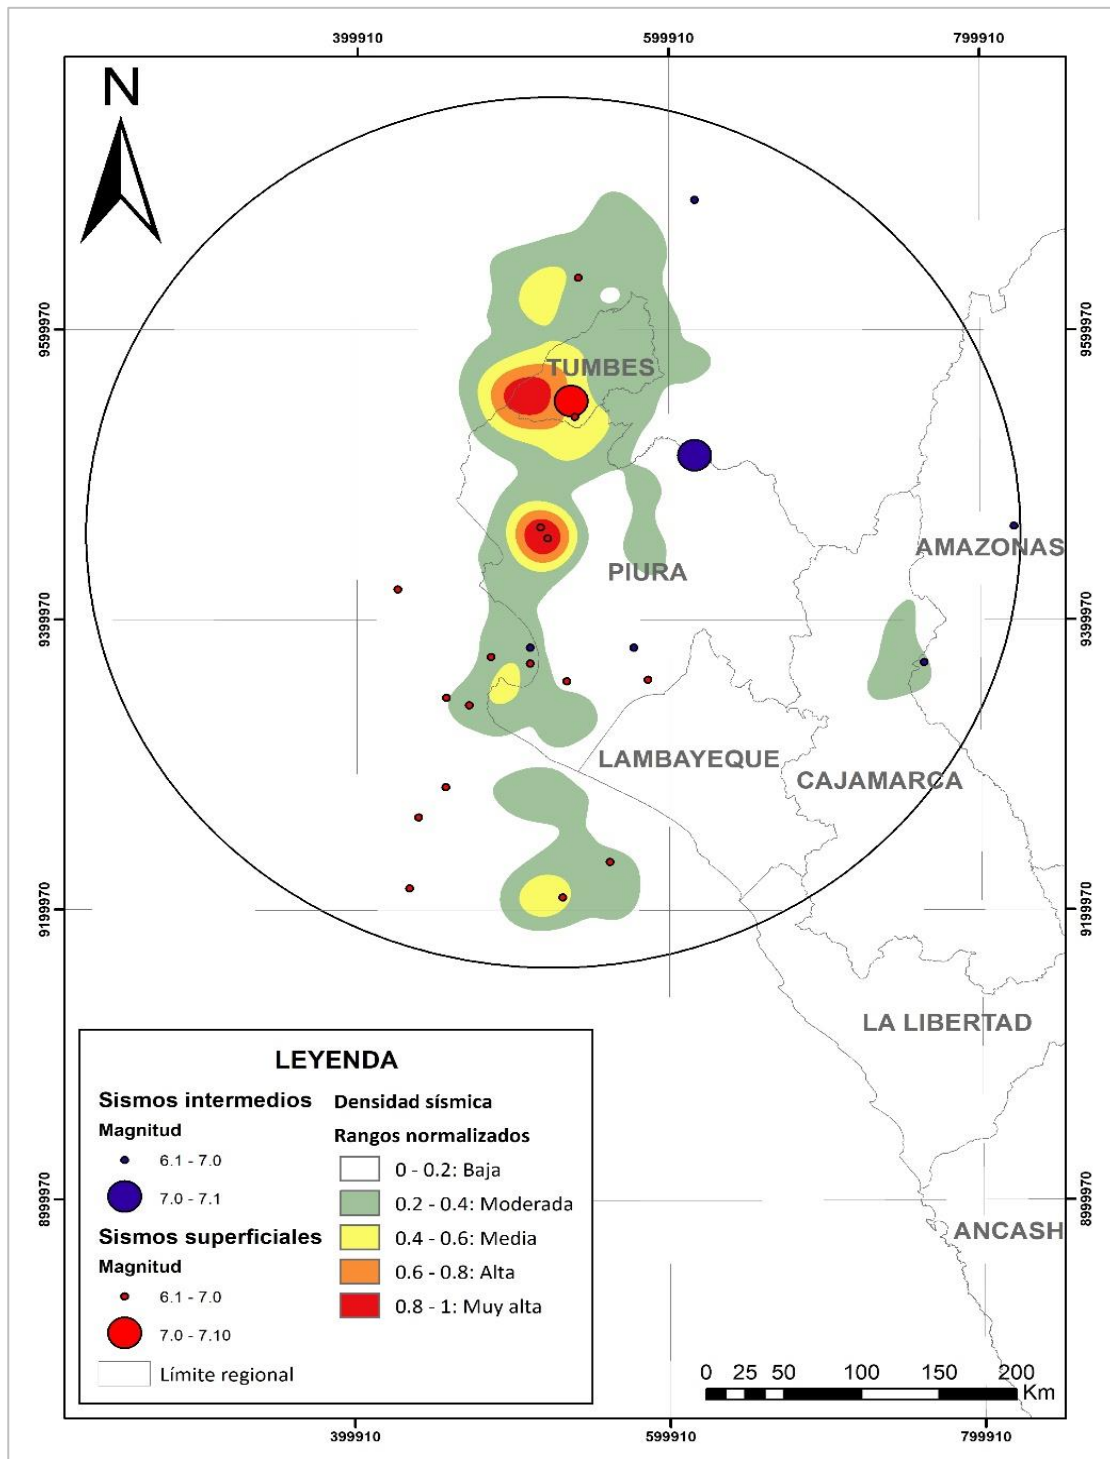 399910
599910
799910
N
9599970
9599970
TUMBES
AMAZONAS
PIURA
9399970
9399970
LAMBAYEQUE
CAJAMARCA
9199970
9199970
LA LIBERTAD
LEYENDA
Sismos intermedios
Magnitud
6.1 - 7.0
7.0 - 7.1
Sismos superficiales
Magnitud
6.1 - 7.0
7.0 - 7.10
Límite regional
Densidad sísmica
Rangos normalizados
0 - 0.2: Baja
0.2 - 0.4: Moderada
0.4 - 0.6: Media
0.6 - 0.8: Alta
0.8 - 1: Muy alta
8999970
8999970
ANCASH
0 25 50 100 150 200
Km
399910
599910
799910